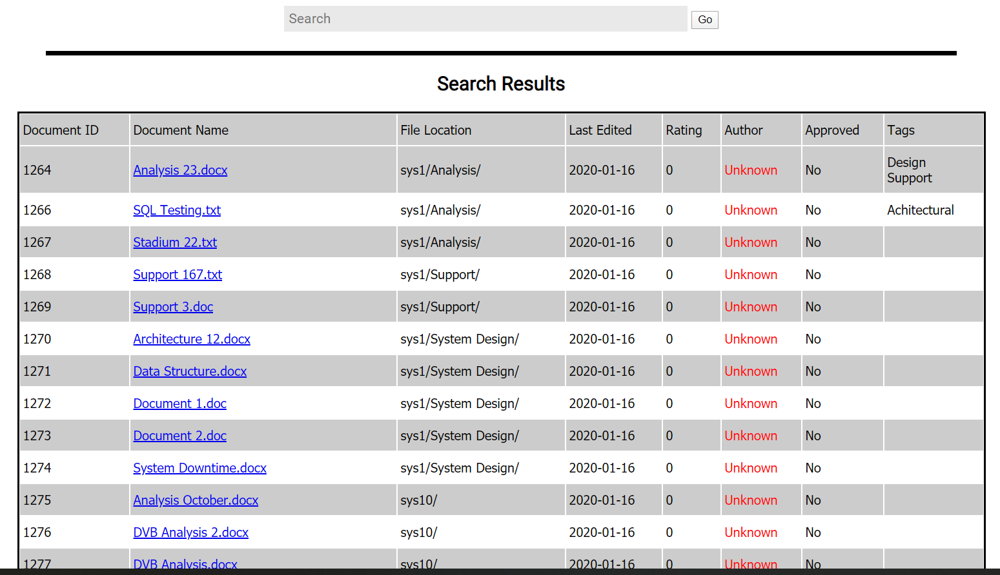 Search
Go
Search Results
Document ID Document Name File Location Last Edited Rating Author Approved Tags
1264 Analysis 23.docx sys1/Analysis/ 2020-01-16 0 Unknown No Design
Support
1266 SQL Testing.txt sys1/Analysis/ 2020-01-16 0 Unknown No Achitectural
1267 Stadium 22.txt sys1/Analysis/ 2020-01-16 0 Unknown No
1268 Support 167.txt sys1/Support/ 2020-01-16 0 Unknown No
1269 Support 3.doc sys1/Support/ 2020-01-16 0 Unknown No
1270 Architecture 12.docx sys1/System Design/ 2020-01-16 0 Unknown No
1271 Data Structure.docx sys1/System Design/ 2020-01-16 0 Unknown No
1272 Document 1.doc sys1/System Design/ 2020-01-16 0 Unknown No
1273 Document 2.doc sys1/System Design/ 2020-01-16 0 Unknown No
1274 System Downtime.docx sys1/System Design/ 2020-01-16 0 Unknown No
1275 Analysis October.docx sys10/ 2020-01-16 0 Unknown No
1276 DVB Analysis 2.docx sys10/ 2020-01-16 0 Unknown No
1277 DVB Analysis.docx sys10/ 2020-01-16 0 Unknown No